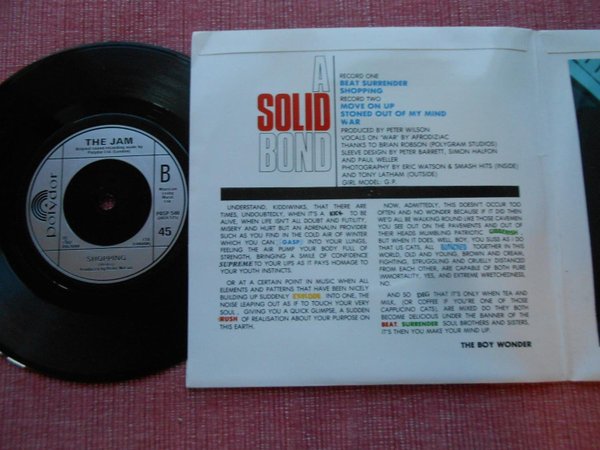 THE JAM
Polydor
B
POSP 540
45
SHOPPING
A
SOLID
BOND
RECORD ONE
BEAT SURRENDER
SHOPPING
RECORD TWO
MOVE ON UP
STONED OUT OF MY MIND
WAR
PRODUCED BY PETER WILSON
VOCALS ON 'WAR' BY AFRODIZIAC
THANKS TO BRIAN ROBSON (POLYGRAM STUDIOS)
SLEEVE DESIGN BY PETER BARRETT, SIMON HALFON
AND PAUL WELLER
PHOTOGRAPHY BY ERIC WATSON & SMASH HITS (INSIDE)
AND TONY LATHAM (OUTSIDE)
GIRL MODEL: G.P.
UNDERSTAND, KIDDIWINKS, THAT THERE ARE
TIMES, UNDOUBTEDLY, WHEN IT'S A TO BE
ALIVE. WHEN LIFE ISN'T ALL DOUBT AND FUTILITY,
MISERY AND HURT BUT AN ADRENALIN PROVIDER
SUCH AS YOU FIND IN THE COLD AIR OF WINTER
WHICH YOU CAN GASP INTO YOUR LUNGS,
FEELING THE AIR PUMP YOUR BODY FULL OF
STRENGTH, BRINGING A SMILE OF CONFIDENCE
SUPREME TO YOUR LIPS AS IT PAYS HOMAGE TO
YOUR YOUTH INSTINCTS.
OR AT A CERTAIN POINT IN MUSIC WHEN ALL
ELEMENTS AND PATTERNS THAT HAVE BEEN NICELY
BUILDING UP SUDDENLY EXPLODE INTO ONE, THE
NOISE LEAPING OUT AS IF TO TOUCH YOUR VERY
SOUL, GIVING YOU A QUICK GLIMPSE, A SUDDEN
RUSH OF REALISATION ABOUT YOUR PURPOSE ON
THIS EARTH.
NOW, ADMITTEDLY, THIS DOESN'T OCCUR TOO
OFTEN AND NO WONDER BECAUSE IF IT DID THEN
WE'D ALL BE WALKING ROUND LIKE THOSE CAVEMEN
YOU SEE OUT ON THE PAVEMENTS AND OUT OF
THEIR HEADS MUMBLING PATRIOTIC
BUT WHEN IT DOES, WELL, BOY, YOU SUSS AS I DO
THAT US CATS, ALL TOGETHER IN THIS
WORLD, OLD AND YOUNG, BROWN AND CREAM,
FIGHTING, STRUGGLING AND CRUELLY DISTANCED
FROM EACH OTHER, ARE CAPABLE OF BOTH PURE
IMMORTALITY, YES, AND EXTREME WRETCHEDNESS,
NO.
AND SO DIG THAT IT'S ONLY WHEN TEA AND
MILK, (OR COFFEE IF YOU'RE ONE OF THOSE
CAPPUCINO CATS), ARE MIXED DO THEY BOTH
BECOME DELICIOUS UNDER THE BANNER OF THE
BEAT SURRENDER SOUL BROTHERS AND SISTERS,
IT'S THEN YOU MAKE YOUR MIND UP.
THE BOY WONDER